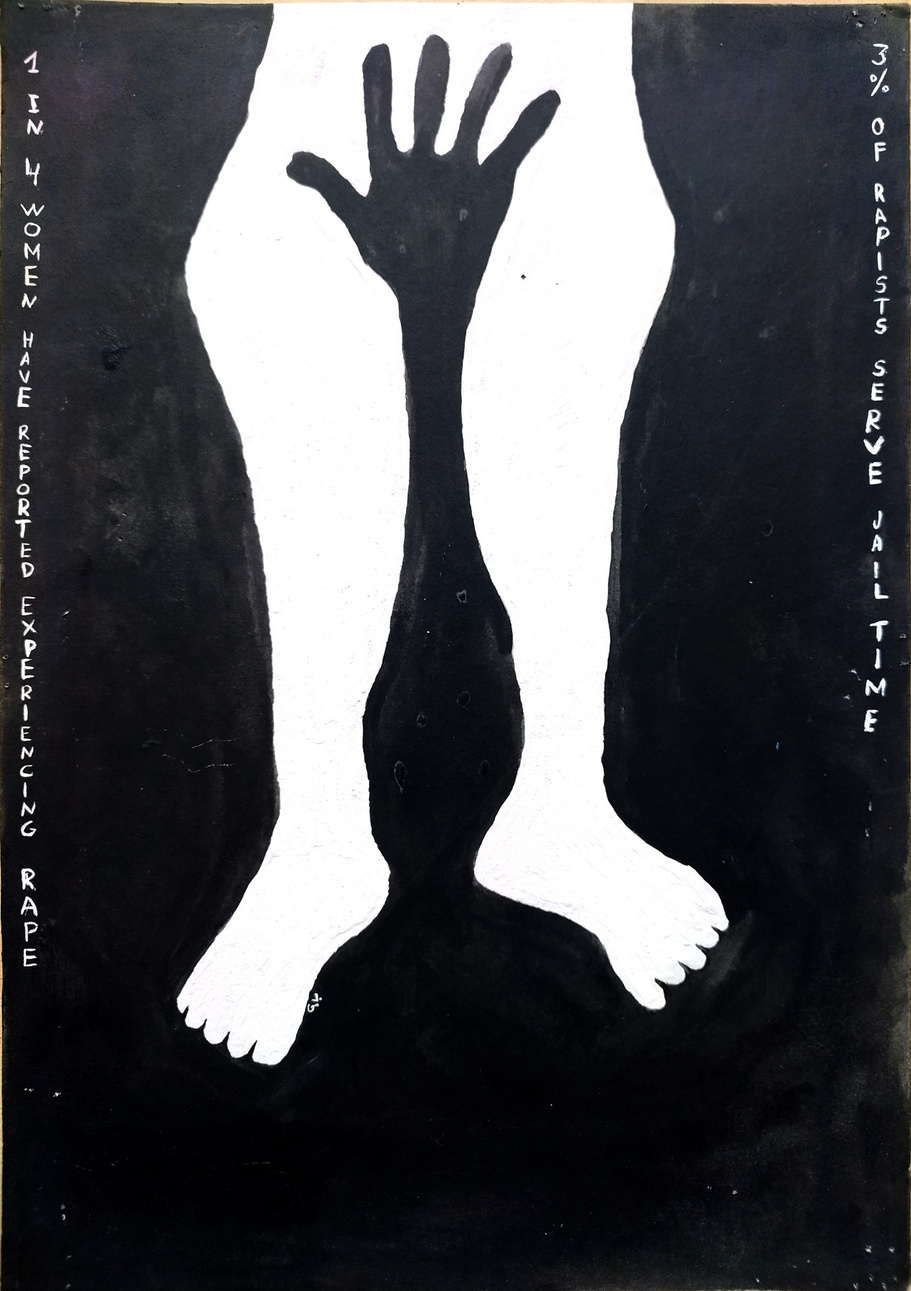 1 IN 4 WOMEN HAVE REPORTED EXPERIENCING RAPE
3% OF RAPISTS SERVE JAIL TIME